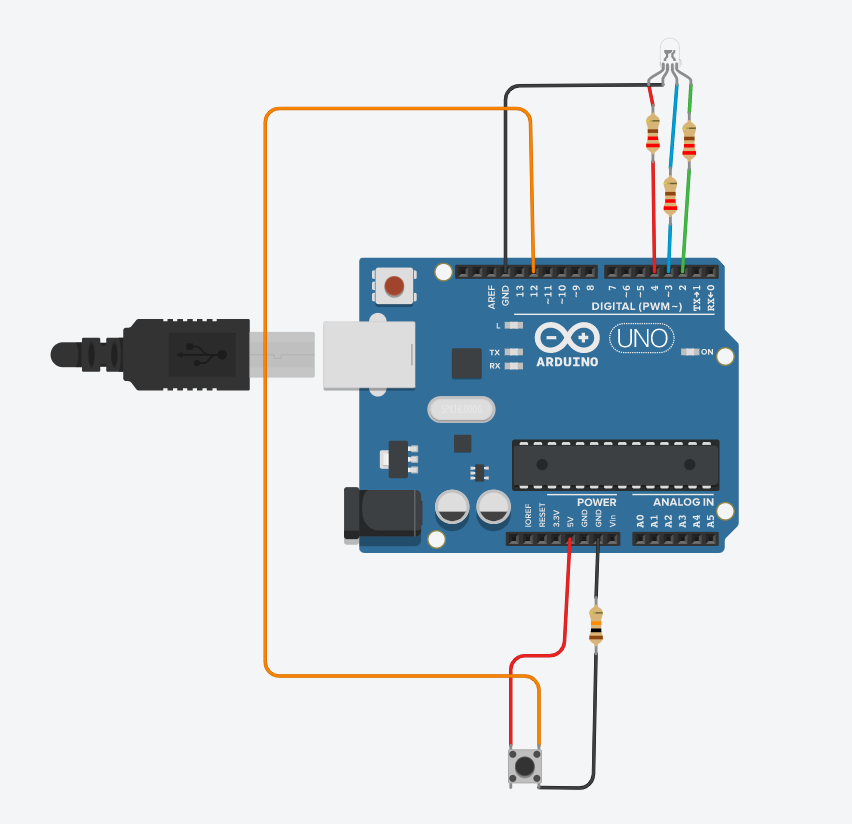 AREF
GND
13
12
~11
~10
~9
8
7
~6
~5
4
~3
2
TX→1
RX←0
DIGITAL (PWM~)
L
TX
RX
ARDUINO
UNO
ON
IOREF
RESET
3.3V
5V
GND
GND
Vin
POWER
ANALOG IN
A0
A1
A2
A3
A4
A5